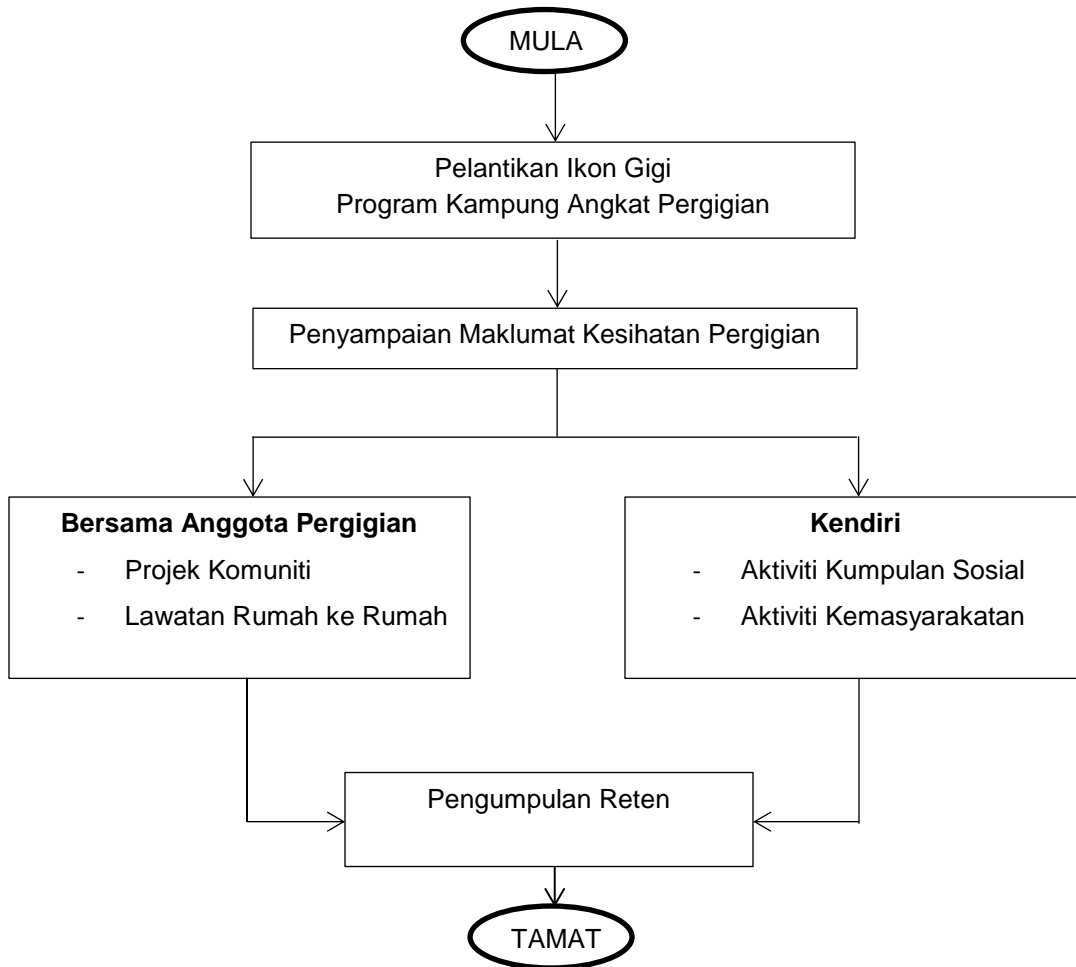 MULA
Pelantikan Ikon Gigi
Program Kampung Angkat Pergigian
Penyampaian Maklumat Kesihatan Pergigian
Bersama Anggota Pergigian
- Projek Komuniti
- Lawatan Rumah ke Rumah
Kendiri
- Aktiviti Kumpulan Sosial
- Aktiviti Kemasyarakatan
Pengumpulan Reten
TAMAT